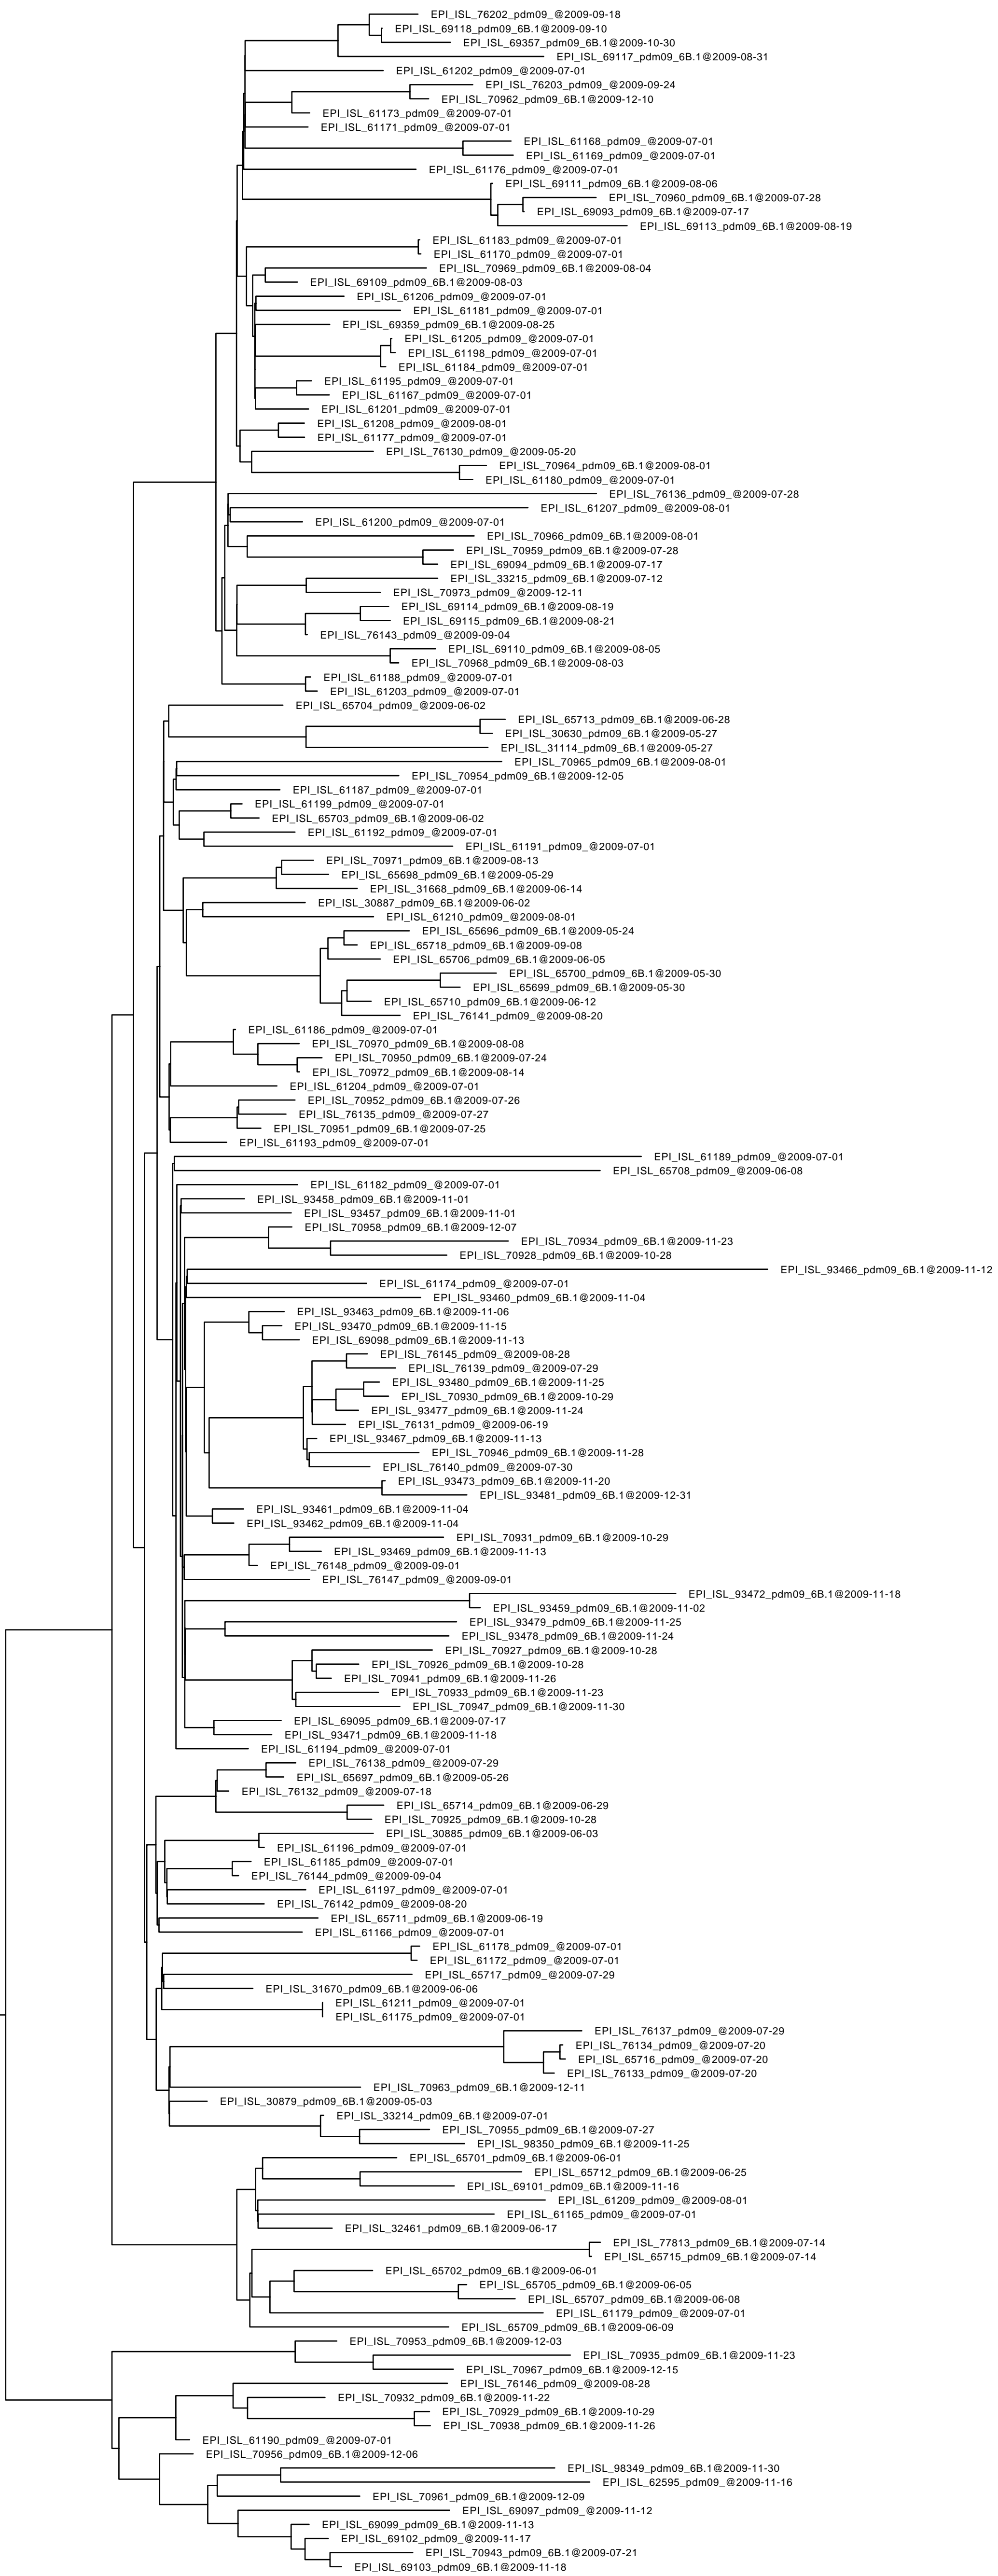 EPI_ISL_76202_pdm09_@2009-09-18
EPI_ISL_69118_pdm09_6B.1@2009-09-10
EPI_ISL_69357_pdm09_6B.1@2009-10-30
EPI_ISL_69117_pdm09_6B.1@2009-08-31
EPI_ISL_61202_pdm09_@2009-07-01
EPI_ISL_76203_pdm09_@2009-09-24
EPI_ISL_70962_pdm09_6B.1@2009-12-10
EPI_ISL_61173_pdm09_@2009-07-01
EPI_ISL_61171_pdm09_@2009-07-01
EPI_ISL_61168_pdm09_@2009-07-01
EPI_ISL_61169_pdm09_@2009-07-01
EPI_ISL_61176_pdm09_@2009-07-01
EPI_ISL_69111_pdm09_6B.1@2009-08-06
EPI_ISL_70960_pdm09_6B.1@2009-07-28
EPI_ISL_69093_pdm09_6B.1@2009-07-17
EPI_ISL_69113_pdm09_6B.1@2009-08-19
EPI_ISL_61183_pdm09_@2009-07-01
EPI_ISL_61170_pdm09_@2009-07-01
EPI_ISL_70969_pdm09_6B.1@2009-08-04
EPI_ISL_69109_pdm09_6B.1@2009-08-03
EPI_ISL_61206_pdm09_@2009-07-01
EPI_ISL_61181_pdm09_@2009-07-01
EPI_ISL_69359_pdm09_6B.1@2009-08-25
EPI_ISL_61205_pdm09_@2009-07-01
EPI_ISL_61198_pdm09_@2009-07-01
EPI_ISL_61184_pdm09_@2009-07-01
EPI_ISL_61195_pdm09_@2009-07-01
EPI_ISL_61167_pdm09_@2009-07-01
EPI_ISL_61201_pdm09_@2009-07-01
EPI_ISL_61208_pdm09_@2009-08-01
EPI_ISL_61177_pdm09_@2009-07-01
EPI_ISL_76130_pdm09_@2009-05-20
EPI_ISL_70964_pdm09_6B.1@2009-08-01
EPI_ISL_61180_pdm09_@2009-07-01
EPI_ISL_76136_pdm09_@2009-07-28
EPI_ISL_61207_pdm09_@2009-08-01
EPI_ISL_61200_pdm09_@2009-07-01
EPI_ISL_70966_pdm09_6B.1@2009-08-01
EPI_ISL_70959_pdm09_6B.1@2009-07-28
EPI_ISL_69094_pdm09_6B.1@2009-07-17
EPI_ISL_33215_pdm09_6B.1@2009-07-12
EPI_ISL_70973_pdm09_@2009-12-11
EPI_ISL_69114_pdm09_6B.1@2009-08-19
EPI_ISL_69115_pdm09_6B.1@2009-08-21
EPI_ISL_76143_pdm09_@2009-09-04
EPI_ISL_69110_pdm09_6B.1@2009-08-05
EPI_ISL_70968_pdm09_6B.1@2009-08-03
EPI_ISL_61188_pdm09_@2009-07-01
EPI_ISL_61203_pdm09_@2009-07-01
EPI_ISL_65704_pdm09_@2009-06-02
EPI_ISL_65713_pdm09_6B.1@2009-06-28
EPI_ISL_30630_pdm09_6B.1@2009-05-27
EPI_ISL_31114_pdm09_6B.1@2009-05-27
EPI_ISL_70965_pdm09_6B.1@2009-08-01
EPI_ISL_70954_pdm09_6B.1@2009-12-05
EPI_ISL_61187_pdm09_@2009-07-01
EPI_ISL_61199_pdm09_@2009-07-01
EPI_ISL_65703_pdm09_6B.1@2009-06-02
EPI_ISL_61192_pdm09_@2009-07-01
EPI_ISL_61191_pdm09_@2009-07-01
EPI_ISL_70971_pdm09_6B.1@2009-08-13
EPI_ISL_65698_pdm09_6B.1@2009-05-29
EPI_ISL_31668_pdm09_6B.1@2009-06-14
EPI_ISL_30887_pdm09_6B.1@2009-06-02
EPI_ISL_61210_pdm09_@2009-08-01
EPI_ISL_65696_pdm09_6B.1@2009-05-24
EPI_ISL_65718_pdm09_6B.1@2009-09-08
EPI_ISL_65706_pdm09_6B.1@2009-06-05
EPI_ISL_65700_pdm09_6B.1@2009-05-30
EPI_ISL_65699_pdm09_6B.1@2009-05-30
EPI_ISL_65710_pdm09_6B.1@2009-06-12
EPI_ISL_76141_pdm09_@2009-08-20
EPI_ISL_61186_pdm09_@2009-07-01
EPI_ISL_70970_pdm09_6B.1@2009-08-08
EPI_ISL_70950_pdm09_6B.1@2009-07-24
EPI_ISL_70972_pdm09_6B.1@2009-08-14
EPI_ISL_61204_pdm09_@2009-07-01
EPI_ISL_70952_pdm09_6B.1@2009-07-26
EPI_ISL_76135_pdm09_@2009-07-27
EPI_ISL_70951_pdm09_6B.1@2009-07-25
EPI_ISL_61193_pdm09_@2009-07-01
EPI_ISL_61189_pdm09_@2009-07-01
EPI_ISL_65708_pdm09_@2009-06-08
EPI_ISL_61182_pdm09_@2009-07-01
EPI_ISL_93458_pdm09_6B.1@2009-11-01
EPI_ISL_93457_pdm09_6B.1@2009-11-01
EPI_ISL_70958_pdm09_6B.1@2009-12-07
EPI_ISL_70934_pdm09_6B.1@2009-11-23
EPI_ISL_70928_pdm09_6B.1@2009-10-28
EPI_ISL_93466_pdm09_6B.1@2009-11-12
EPI_ISL_61174_pdm09_@2009-07-01
EPI_ISL_93460_pdm09_6B.1@2009-11-04
EPI_ISL_93463_pdm09_6B.1@2009-11-06
EPI_ISL_93470_pdm09_6B.1@2009-11-15
EPI_ISL_69098_pdm09_6B.1@2009-11-13
EPI_ISL_76145_pdm09_@2009-08-28
EPI_ISL_76139_pdm09_@2009-07-29
EPI_ISL_93480_pdm09_6B.1@2009-11-25
EPI_ISL_70930_pdm09_6B.1@2009-10-29
EPI_ISL_93477_pdm09_6B.1@2009-11-24
EPI_ISL_76131_pdm09_@2009-06-19
EPI_ISL_93467_pdm09_6B.1@2009-11-13
EPI_ISL_70946_pdm09_6B.1@2009-11-28
EPI_ISL_76140_pdm09_@2009-07-30
EPI_ISL_93473_pdm09_6B.1@2009-11-20
EPI_ISL_93481_pdm09_6B.1@2009-12-31
EPI_ISL_93461_pdm09_6B.1@2009-11-04
EPI_ISL_93462_pdm09_6B.1@2009-11-04
EPI_ISL_70931_pdm09_6B.1@2009-10-29
EPI_ISL_93469_pdm09_6B.1@2009-11-13
EPI_ISL_76148_pdm09_@2009-09-01
EPI_ISL_76147_pdm09_@2009-09-01
EPI_ISL_93472_pdm09_6B.1@2009-11-18
EPI_ISL_93459_pdm09_6B.1@2009-11-02
EPI_ISL_93479_pdm09_6B.1@2009-11-25
EPI_ISL_93478_pdm09_6B.1@2009-11-24
EPI_ISL_70927_pdm09_6B.1@2009-10-28
EPI_ISL_70926_pdm09_6B.1@2009-10-28
EPI_ISL_70941_pdm09_6B.1@2009-11-26
EPI_ISL_70933_pdm09_6B.1@2009-11-23
EPI_ISL_70947_pdm09_6B.1@2009-11-30
EPI_ISL_69095_pdm09_6B.1@2009-07-17
EPI_ISL_93471_pdm09_6B.1@2009-11-18
EPI_ISL_61194_pdm09_@2009-07-01
EPI_ISL_76138_pdm09_@2009-07-29
EPI_ISL_65697_pdm09_6B.1@2009-05-26
EPI_ISL_76132_pdm09_@2009-07-18
EPI_ISL_65714_pdm09_6B.1@2009-06-29
EPI_ISL_70925_pdm09_6B.1@2009-10-28
EPI_ISL_30885_pdm09_6B.1@2009-06-03
EPI_ISL_61196_pdm09_@2009-07-01
EPI_ISL_61185_pdm09_@2009-07-01
EPI_ISL_76144_pdm09_@2009-09-04
EPI_ISL_61197_pdm09_@2009-07-01
EPI_ISL_76142_pdm09_@2009-08-20
EPI_ISL_65711_pdm09_6B.1@2009-06-19
EPI_ISL_61166_pdm09_@2009-07-01
EPI_ISL_61178_pdm09_@2009-07-01
EPI_ISL_61172_pdm09_@2009-07-01
EPI_ISL_65717_pdm09_@2009-07-29
EPI_ISL_31670_pdm09_6B.1@2009-06-06
EPI_ISL_61211_pdm09_@2009-07-01
EPI_ISL_61175_pdm09_@2009-07-01
EPI_ISL_76137_pdm09_@2009-07-29
EPI_ISL_76134_pdm09_@2009-07-20
EPI_ISL_65716_pdm09_@2009-07-20
EPI_ISL_76133_pdm09_@2009-07-20
EPI_ISL_70963_pdm09_6B.1@2009-12-11
EPI_ISL_30879_pdm09_6B.1@2009-05-03
EPI_ISL_33214_pdm09_6B.1@2009-07-01
EPI_ISL_70955_pdm09_6B.1@2009-07-27
EPI_ISL_98350_pdm09_6B.1@2009-11-25
EPI_ISL_65701_pdm09_6B.1@2009-06-01
EPI_ISL_65712_pdm09_6B.1@2009-06-25
EPI_ISL_69101_pdm09_6B.1@2009-11-16
EPI_ISL_61209_pdm09_@2009-08-01
EPI_ISL_61165_pdm09_@2009-07-01
EPI_ISL_32461_pdm09_6B.1@2009-06-17
EPI_ISL_77813_pdm09_6B.1@2009-07-14
EPI_ISL_65715_pdm09_6B.1@2009-07-14
EPI_ISL_65702_pdm09_6B.1@2009-06-01
EPI_ISL_65705_pdm09_6B.1@2009-06-05
EPI_ISL_65707_pdm09_6B.1@2009-06-08
EPI_ISL_61179_pdm09_@2009-07-01
EPI_ISL_65709_pdm09_6B.1@2009-06-09
EPI_ISL_70953_pdm09_6B.1@2009-12-03
EPI_ISL_70935_pdm09_6B.1@2009-11-23
EPI_ISL_70967_pdm09_6B.1@2009-12-15
EPI_ISL_76146_pdm09_@2009-08-28
EPI_ISL_70932_pdm09_6B.1@2009-11-22
EPI_ISL_70929_pdm09_6B.1@2009-10-29
EPI_ISL_70938_pdm09_6B.1@2009-11-26
EPI_ISL_61190_pdm09_@2009-07-01
EPI_ISL_70956_pdm09_6B.1@2009-12-06
EPI_ISL_98349_pdm09_6B.1@2009-11-30
EPI_ISL_62595_pdm09_@2009-11-16
EPI_ISL_70961_pdm09_6B.1@2009-12-09
EPI_ISL_69097_pdm09_@2009-11-12
EPI_ISL_69099_pdm09_6B.1@2009-11-13
EPI_ISL_69102_pdm09_@2009-11-17
EPI_ISL_70943_pdm09_6B.1@2009-07-21
EPI_ISL_69103_pdm09_6B.1@2009-11-18